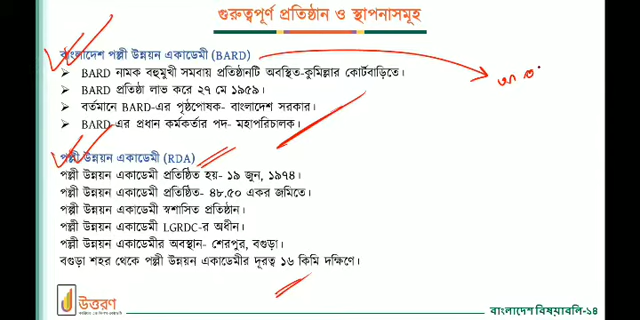 গুরুত্বপূর্ণ প্রতিষ্ঠান ও স্থাপনাসমূহ
বাংলাদেশ পল্লী উন্নয়ন একাডেমী (BARD)
➤ BARD নামক বহুমুখী সমবায় প্রতিষ্ঠানটি অবস্থিত-কুমিল্লার কোটবাড়িতে।
➤ BARD প্রতিষ্ঠা লাভ করে ২৭ মে ১৯৫৯।
➤ বর্তমানে BARD-এর পৃষ্ঠপোষক- বাংলাদেশ সরকার।
➤ BARD-এর প্রধান কর্মকর্তার পদ- মহাপরিচালক।
পল্লী উন্নয়ন একাডেমী (RDA)
পল্লী উন্নয়ন একাডেমী প্রতিষ্ঠিত হয়- ১৯ জুন, ১৯৭৪।
পল্লী উন্নয়ন একাডেমী প্রতিষ্ঠিত- ৪৮.৫০ একর জমিতে।
পল্লী উন্নয়ন একাডেমী স্বশাসিত প্রতিষ্ঠান।
পল্লী উন্নয়ন একাডেমী LGRDC-র অধীন।
পল্লী উন্নয়ন একাডেমীর অবস্থান- শেরপুর, বগুড়া।
বগুড়া শহর থেকে পল্লী উন্নয়ন একাডেমীর দূরত্ব ১৬ কিমি দক্ষিণে।
উত্তরণ
বাংলাদেশ বিষয়াবলি-১৪